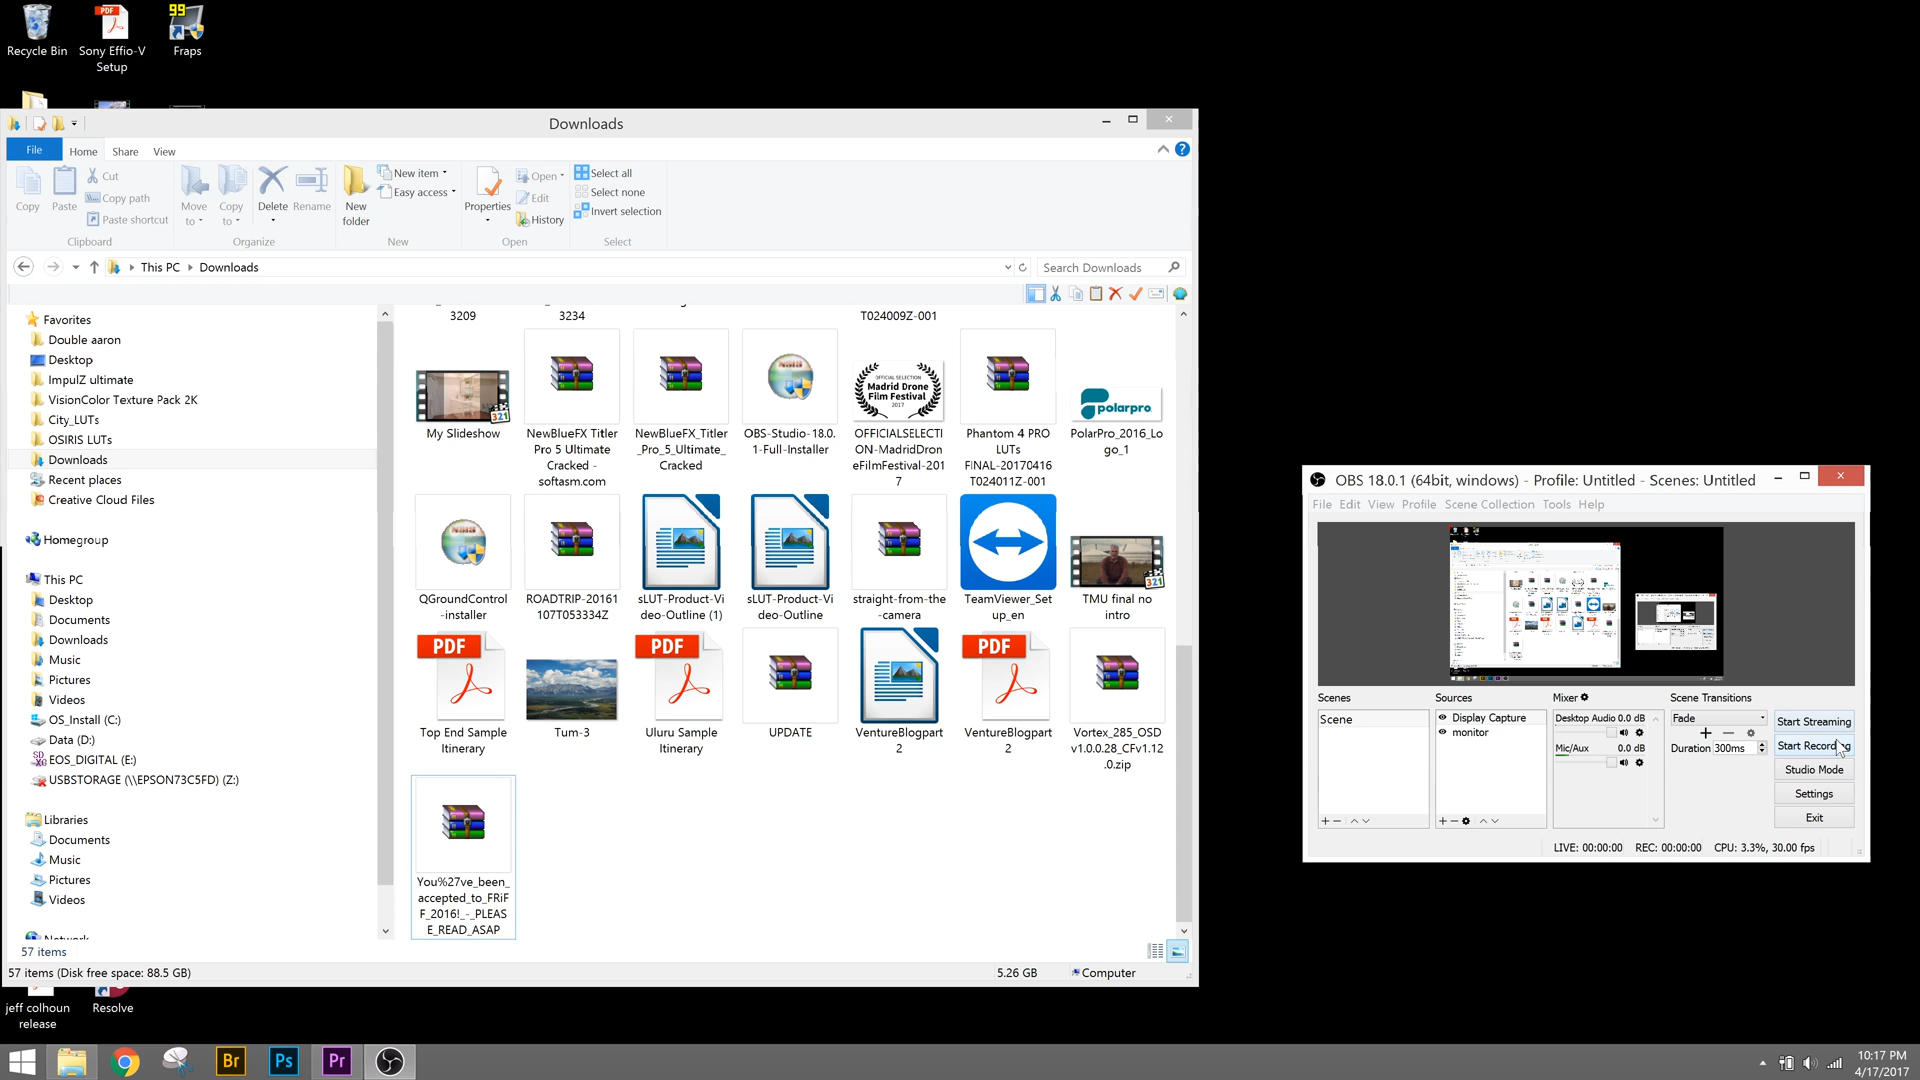 Recycle Bin
Sony Effio-V
Setup
99
Fraps
Downloads
File
Home
Share
View
Copy
Paste
Cut
Copy path
Paste shortcut
Clipboard
Move
to
Copy
to
Delete
Rename
Organize
New
folder
New item
Easy access
New
Properties
Open
Edit
History
Open
Select all
Select none
Invert selection
Select
This PC
Downloads
Search Downloads
Favorites
Double aaron
Desktop
ImpulZ ultimate
VisionColor Texture Pack 2K
City_LUTs
OSIRIS LUTs
Downloads
Recent places
Creative Cloud Files
Homegroup
This PC
Desktop
Documents
Downloads
Music
Pictures
Videos
OS_Install (C:)
Data (D:)
EOS_DIGITAL (E:)
USBSTORAGE (\\EPSON73C5FD) (Z:)
Libraries
Documents
Music
Pictures
Videos
Network
3209
3234
T024009Z-001
My Slideshow
NewBlueFX Titler
Pro 5 Ultimate
Cracked -
softasm.com
NewBlueFX_Titler
_Pro_5_Ultimate_
Cracked
OBS-Studio-18.0.
1-Full-Installer
OFFICIAL SELECTION
Madrid Drone
Film Festival
2017
OFFICIALSELECTI
ON-MadridDron
eFilmFestival-201
7
Phantom 4 PRO
LUTs
FINAL-20170416
T024011Z-001
polarpro
PolarPro_2016_Lo
go_1
QGroundControl
-installer
ROADTRIP-20161
107T053334Z
sLUT-Product-Vi
deo-Outline (1)
sLUT-Product-Vi
deo-Outline
straight-from-the
-camera
TeamViewer_Set
up_en
TMU final no
intro
PDF
Top End Sample
Itinerary
Tum-3
PDF
Uluru Sample
Itinerary
UPDATE
VentureBlogpart
2
PDF
VentureBlogpart
2
Vortex_285_OSD
v1.0.0.28_CFv1.12
.0.zip
You%27ve_been_
accepted_to_FRiF
F_2016!_-_PLEAS
E_READ_ASAP
57 items
57 items (Disk free space: 88.5 GB)
5.26 GB
Computer
jeff colhoun
release
Resolve
OBS 18.0.1 (64bit, windows) - Profile: Untitled - Scenes: Untitled
File Edit View Profile Scene Collection Tools Help
Scenes
Scene
Sources
Display Capture
monitor
Mixer
Desktop Audio 0.0 dB
Mic/Aux 0.0 dB
Scene Transitions
Fade
Duration 300ms
Start Streaming
Start Recording
Studio Mode
Settings
Exit
LIVE: 00:00:00 REC: 00:00:00 CPU: 3.3%, 30.00 fps
Br
Ps
Pr
10:17 PM
4/17/2017